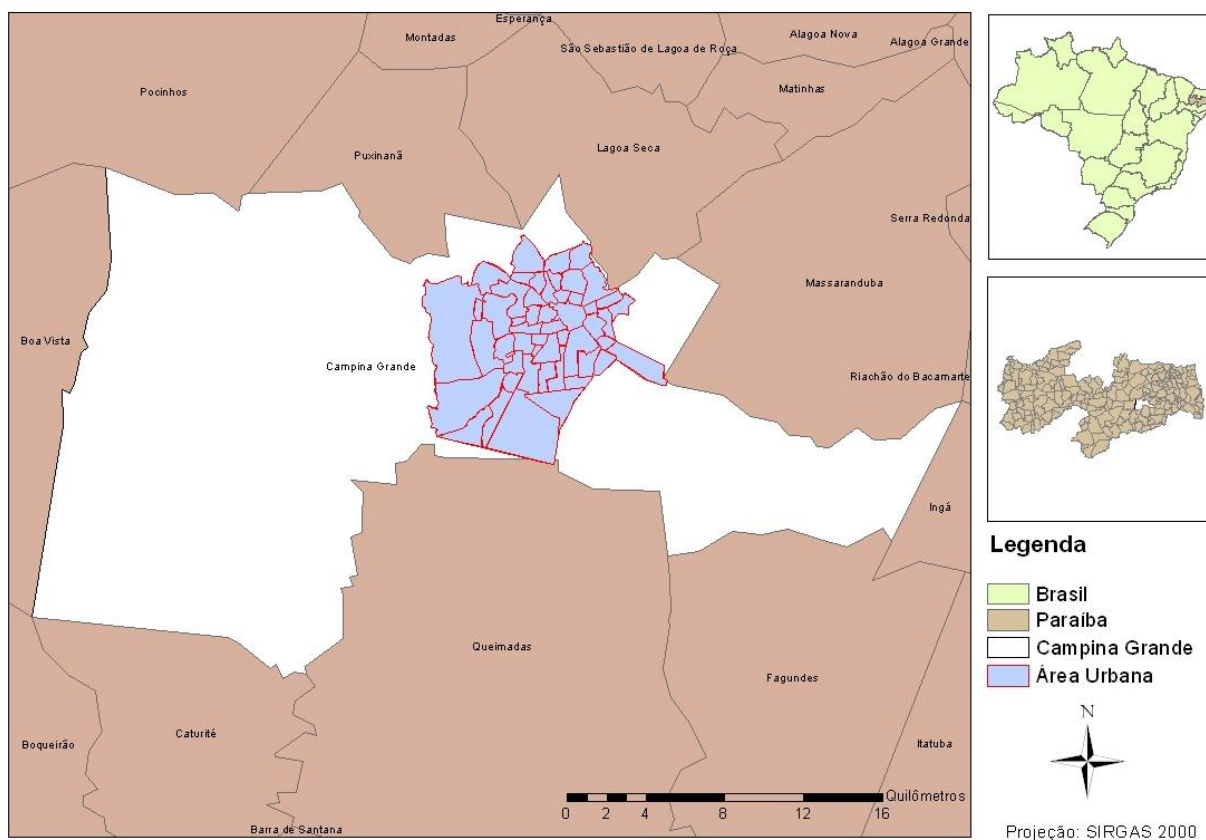 Esperança
Montadas
São Sebastião de Lagoa de Roça
Alagoa Nova
Alagoa Grande
Pocinhos
Matinhas
Puxinanã
Lagoa Seca
Serra Redonda
Massaranduba
Boa Vista
Campina Grande
Riachão do Bacamarte
Ingá
Queimadas
Fagundes
Caturité
Boqueirão
Itatuba
Quilômetros
0 2 4 8 12 16
Barra de Santana
Legenda
Brasil
Paraíba
Campina Grande
Área Urbana
N
Projeção: SIRGAS 2000